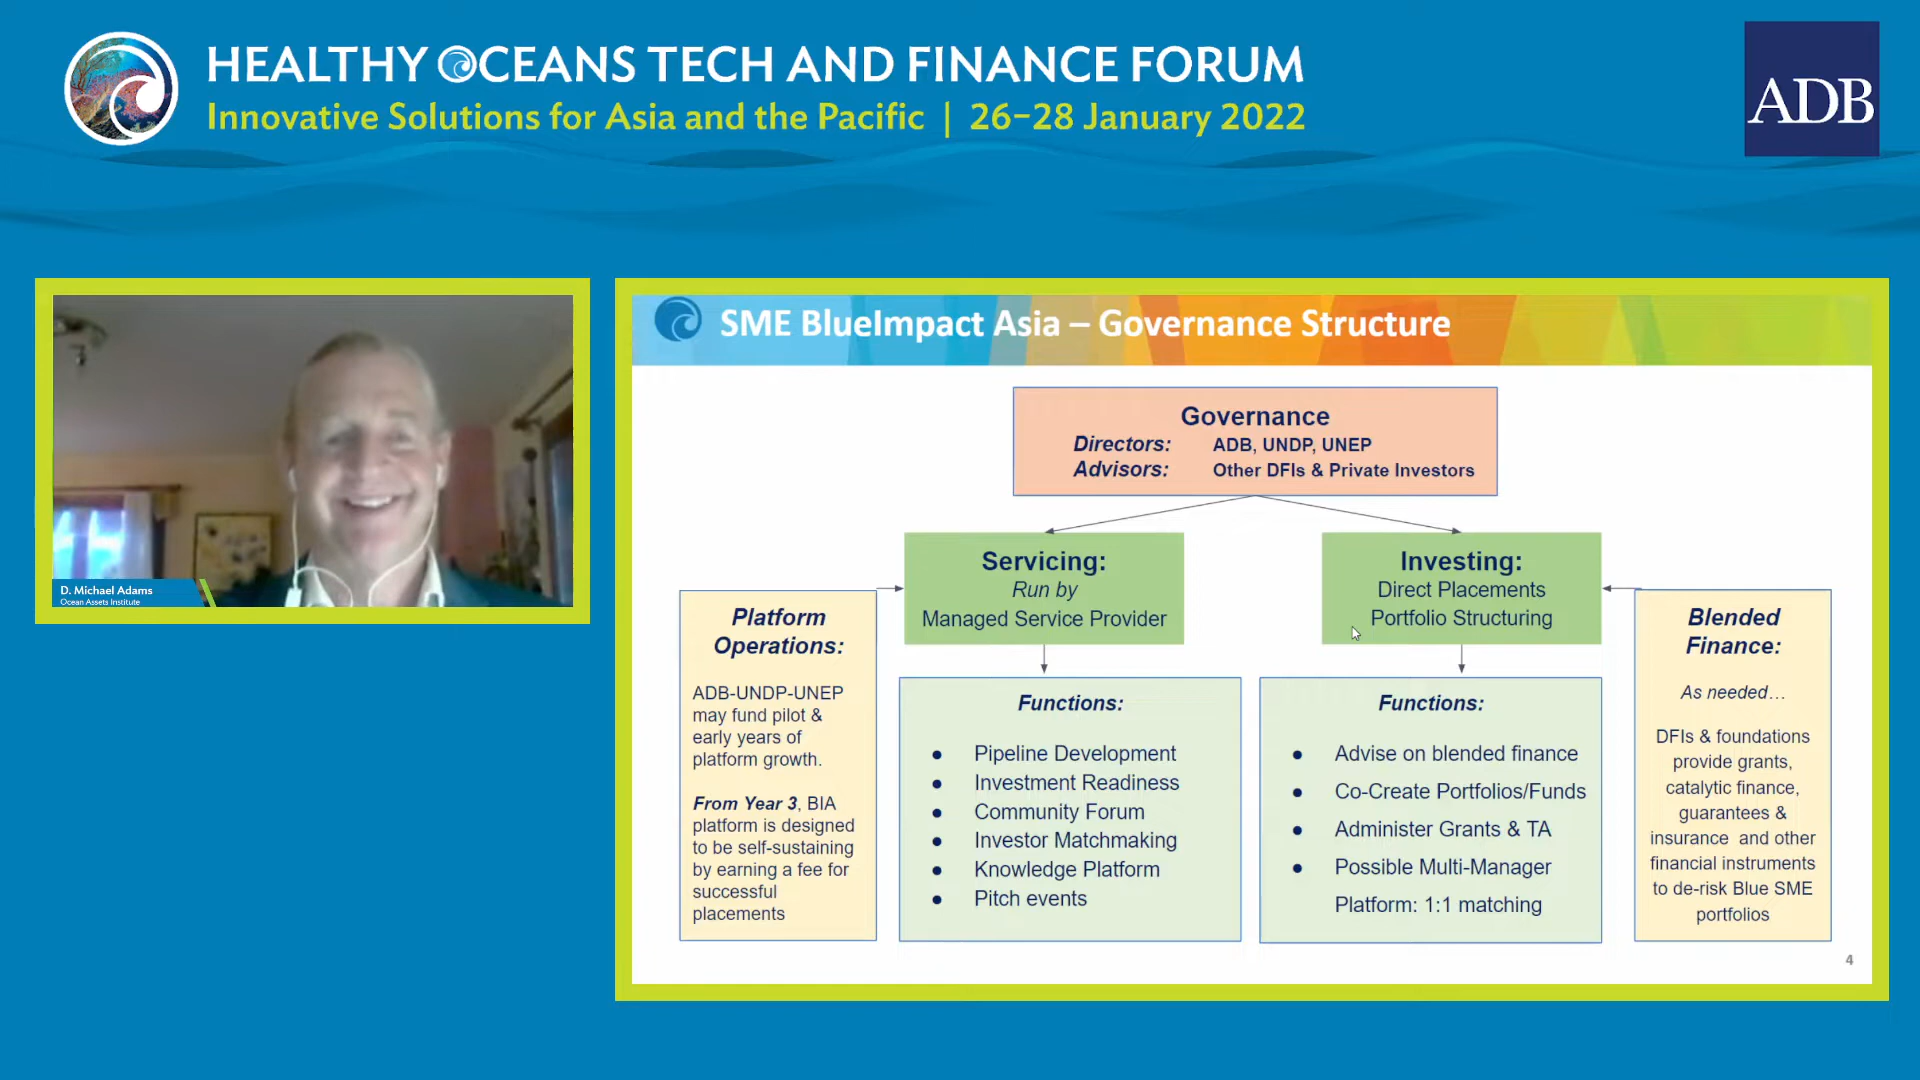 HEALTHY OCEANS TECH AND FINANCE FORUM
Innovative Solutions for Asia and the Pacific | 26–28 January 2022
ADB
D. Michael Adams
Ocean Assets Institute
SME BlueImpact Asia – Governance Structure
Governance
Directors: ADB, UNDP, UNEP
Advisors: Other DFIs & Private Investors
Servicing:
Run by
Managed Service Provider
Investing:
Direct Placements
Portfolio Structuring
Platform
Operations:
ADB-UNDP-UNEP
may fund pilot &
early years of
platform growth.
From Year 3, BIA
platform is designed
to be self-sustaining
by earning a fee for
successful
placements
Functions:
● Pipeline Development
● Investment Readiness
● Community Forum
● Investor Matchmaking
● Knowledge Platform
● Pitch events
Functions:
● Advise on blended finance
● Co-Create Portfolios/Funds
● Administer Grants & TA
● Possible Multi-Manager
Platform: 1:1 matching
Blended
Finance:
As needed…
DFIs & foundations
provide grants,
catalytic finance,
guarantees &
insurance and other
financial instruments
to de-risk Blue SME
portfolios
4